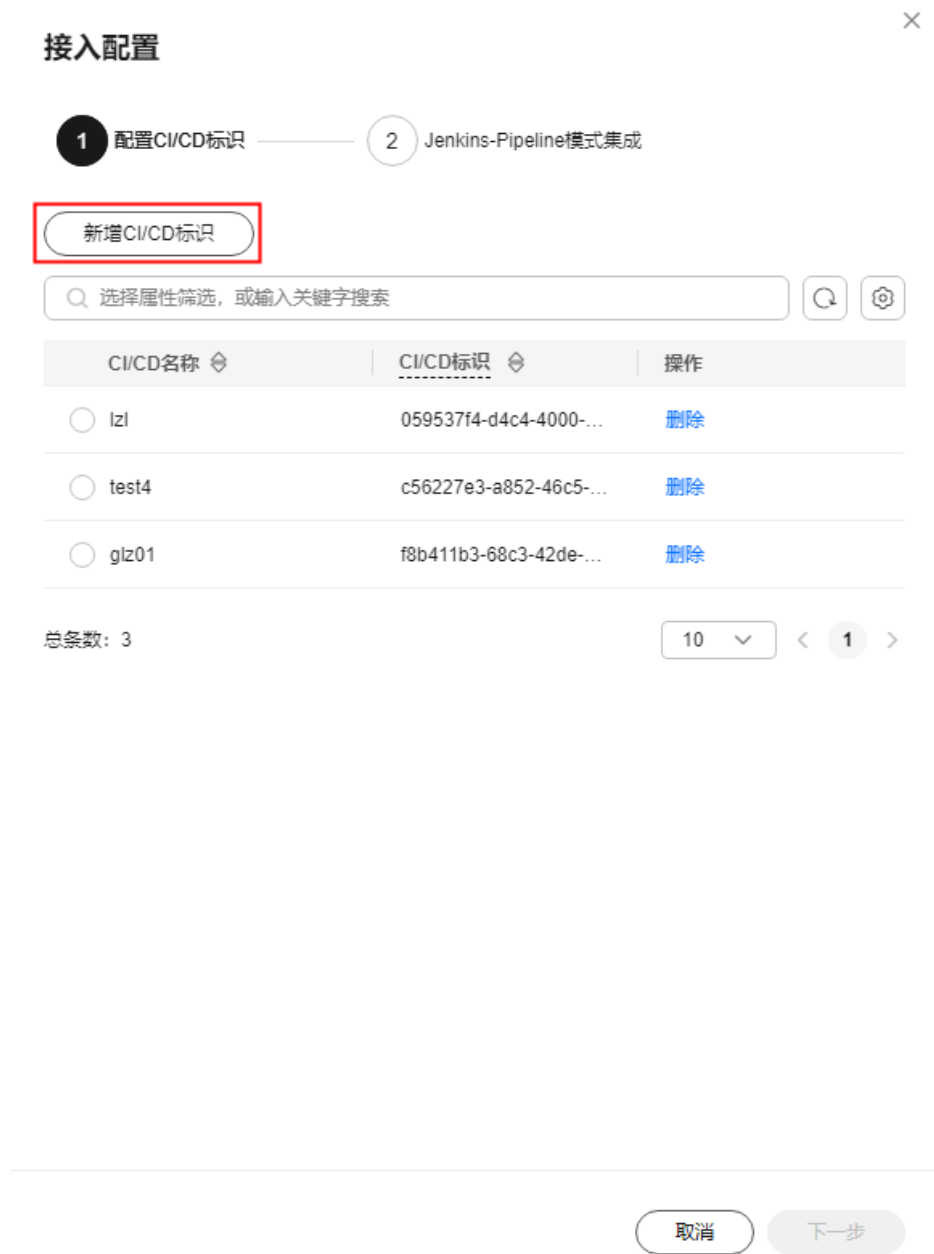 接入配置
1 配置CI/CD标识 2 Jenkins-Pipeline模式集成
新增CI/CD标识
选择属性筛选，或输入关键字搜索
CI/CD名称 CI/CD标识 操作
lzl 059537f4-d4c4-4000-... 删除
test4 c56227e3-a852-46c5-... 删除
glz01 f8b411b3-68c3-42de-... 删除
总条数：3 10 1
取消 下一步